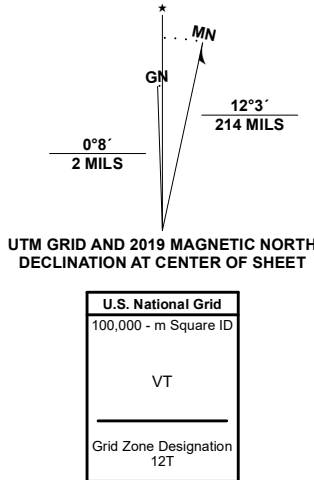 MN
GN
12°3´
214 MILS
0°8´
2 MILS
UTM GRID AND 2019 MAGNETIC NORTH
DECLINATION AT CENTER OF SHEET
U.S. National Grid
100,000 - m Square ID
VT
Grid Zone Designation
12T